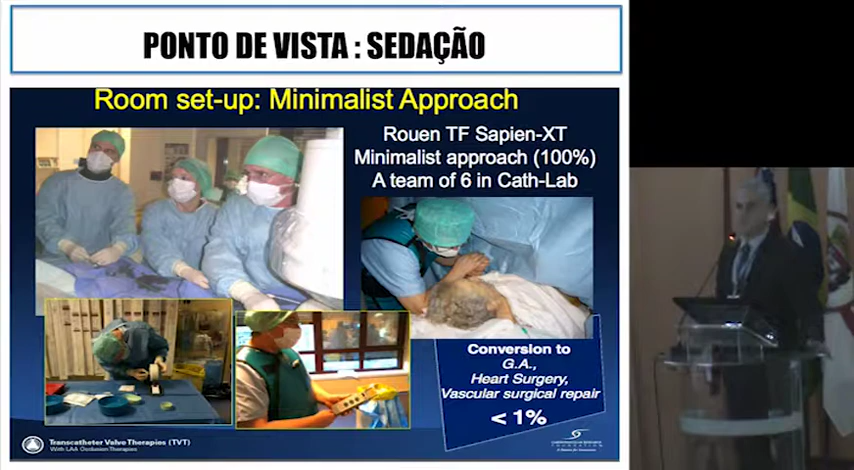 PONTO DE VISTA : SEDAÇÃO
Room set-up: Minimalist Approach
Rouen TF Sapien-XT
Minimalist approach (100%)
A team of 6 in Cath-Lab
Conversion to
G.A.,
Heart Surgery,
Vascular surgical repair
< 1%
Transcatheter Valve Therapies (TVT)
With LAA Occlusion Therapies